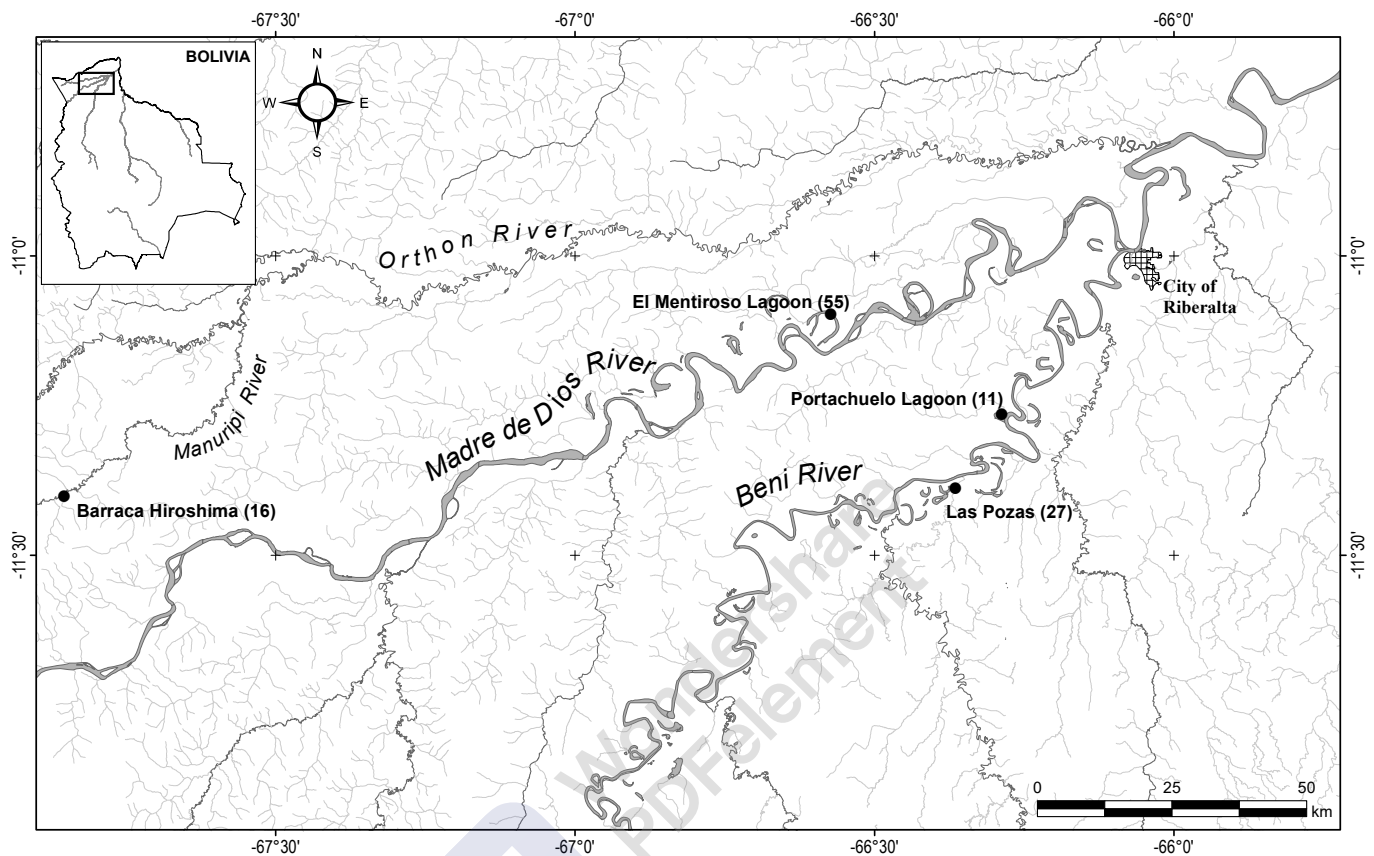 -67°30' -67°0' -66°30' -66°0'
BOLIVIA
N
W E
S
Orthon River
-11°0' -11°0'
City of
Riberalta
El Mentiroso Lagoon (55)
Manuripi River
Madre de Dios River
Portachuelo Lagoon (11)
Beni River
Barraca Hiroshima (16)
Las Pozas (27)
-11°30' -11°30'
Wondershare
PDFelement
0 25 50
km
-67°30' -67°0' -66°30' -66°0'